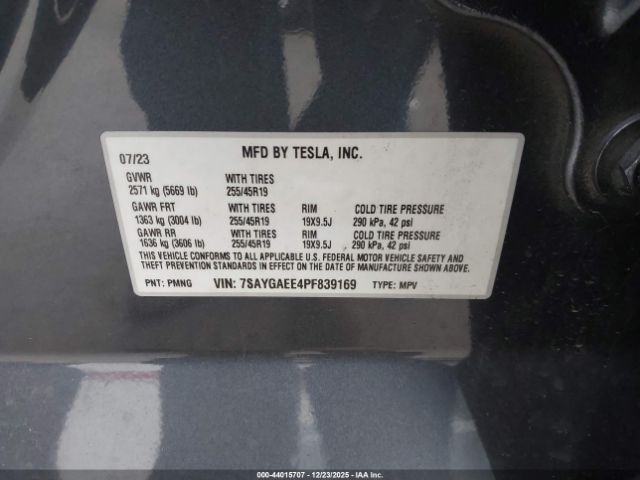 07/23 MFD BY TESLA, INC.
GVWR WITH TIRES
2571 kg (5669 lb) 255/45R19
GAWR FRT WITH TIRES RIM COLD TIRE PRESSURE
1363 kg (3004 lb) 255/45R19 19X9.5J 290 kPa, 42 psi
GAWR RR WITH TIRES RIM COLD TIRE PRESSURE
1636 kg (3606 lb) 255/45R19 19X9.5J 290 kPa, 42 psi
THIS VEHICLE CONFORMS TO ALL APPLICABLE FEDERAL MOTOR VEHICLE SAFETY AND
THEFT PREVENTION STANDARDS IN EFFECT ON THE DATE OF MANUFACTURE SHOWN ABOVE.
PNT: PMNG VIN: 7SAYGAEE4PF839169 TYPE: MPV
000-44015707 - 12/23/2025 - IAAC Inc.